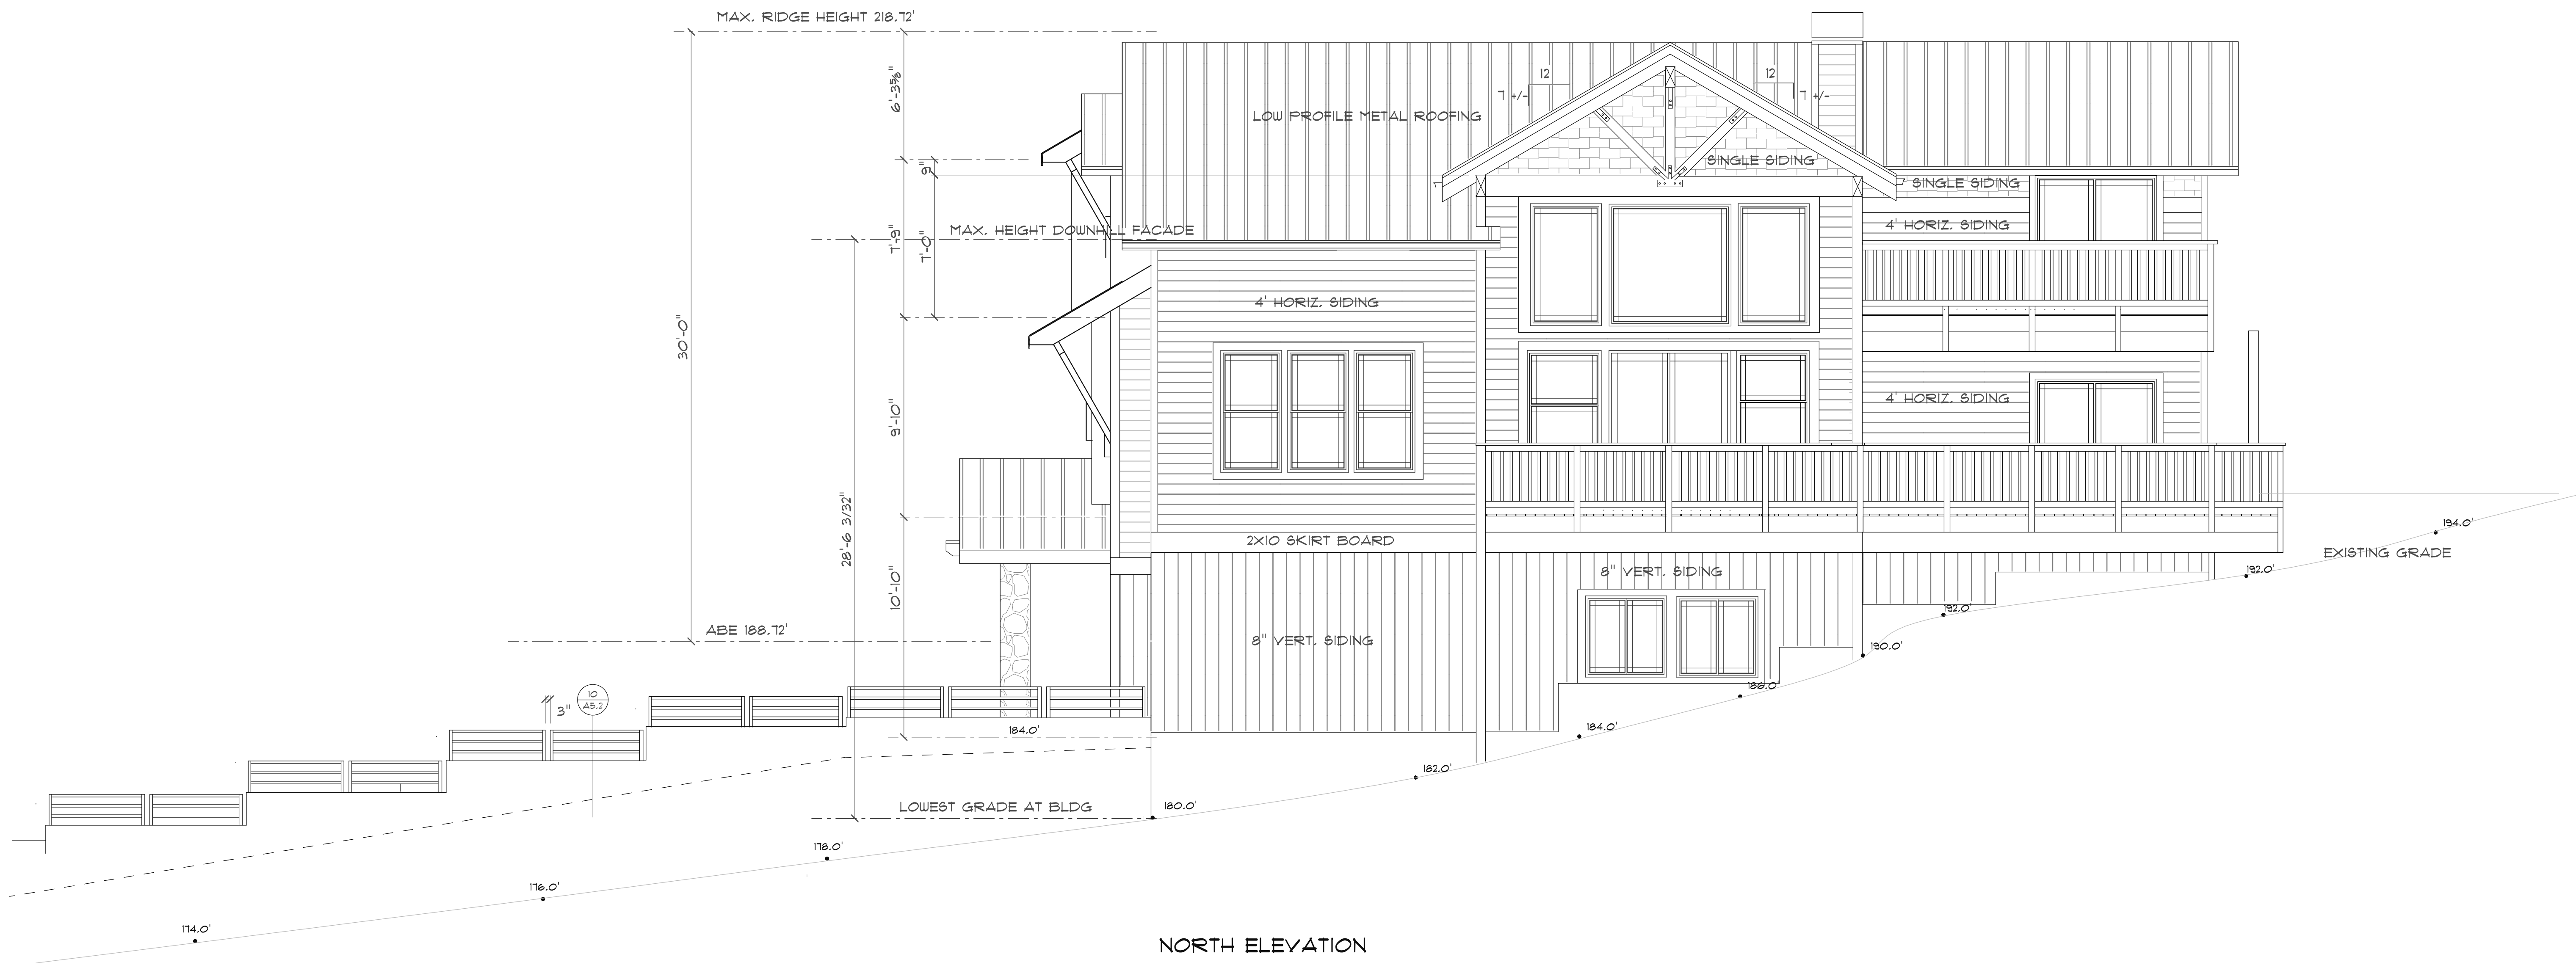 MAX. RIDGE HEIGHT 218.72'
6'-3⅝"
12
12
7 +/-
7 +/-
LOW PROFILE METAL ROOFING
SINGLE SIDING
9"
SINGLE SIDING
4' HORIZ. SIDING
MAX. HEIGHT DOWNHILL FACADE
7'-9"
7'-0"
4' HORIZ. SIDING
30'-0"
4' HORIZ. SIDING
9'-10"
28'-6 3/32"
194.0'
2X10 SKIRT BOARD
EXISTING GRADE
8" VERT. SIDING
192.0'
10'-10"
192.0'
ABE 188.72'
8" VERT. SIDING
190.0'
186.0'
10
A5.2
3"
184.0'
184.0'
182.0'
LOWEST GRADE AT BLDG
180.0'
178.0'
176.0'
174.0'
NORTH ELEVATION